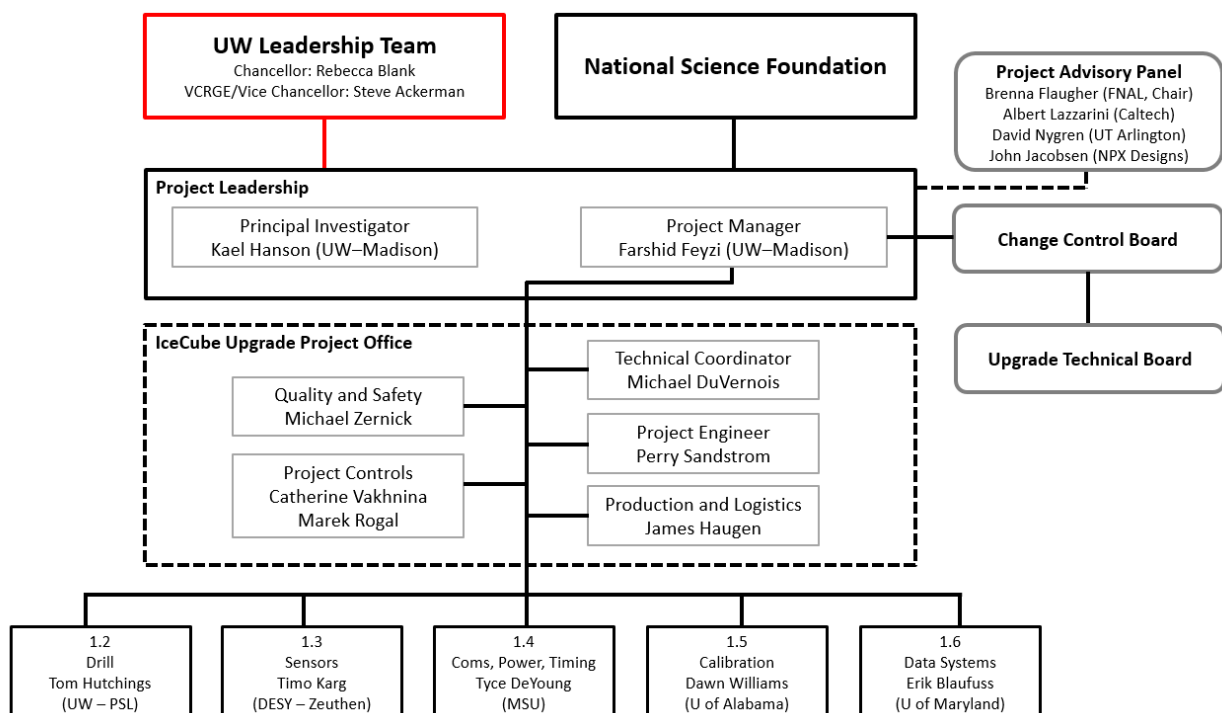 UW Leadership Team
Chancellor: Rebecca Blank
VCRGE/Vice Chancellor: Steve Ackerman
National Science Foundation
Project Advisory Panel
Brenna Flaugher (FNAL, Chair)
Albert Lazzarini (Caltech)
David Nygren (UT Arlington)
John Jacobsen (NPX Designs)
Project Leadership
Principal Investigator
Kael Hanson (UW–Madison)
Project Manager
Farshid Feyzi (UW–Madison)
Change Control Board
Upgrade Technical Board
IceCube Upgrade Project Office
Quality and Safety
Michael Zernick
Project Controls
Catherine Vakhnina
Marek Rogal
Technical Coordinator
Michael DuVernois
Project Engineer
Perry Sandstrom
Production and Logistics
James Haugen
1.2
Drill
Tom Hutchings
(UW – PSL)
1.3
Sensors
Timo Karg
(DESY – Zeuthen)
1.4
Coms, Power, Timing
Tyce DeYoung
(MSU)
1.5
Calibration
Dawn Williams
(U of Alabama)
1.6
Data Systems
Erik Blaufuss
(U of Maryland)